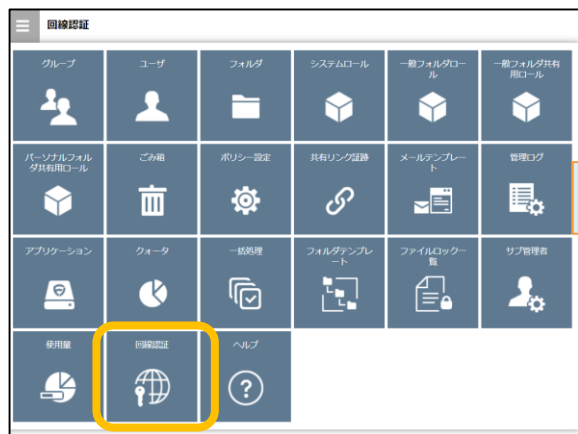 回線認証
グループ
ユーザ
フォルダ
システムロール
一般フォルダロー
ル
一般フォルダ共有
用ロール
パーソナルフォル
ダ共有用ロール
ごみ箱
ポリシー設定
共有リンク証跡
メールテンプレー
ト
管理ログ
アプリケーション
クォータ
一括処理
フォルダテンプレ
ート
ファイルロック一
覧
サブ管理者
使用量
回線認証
ヘルプ